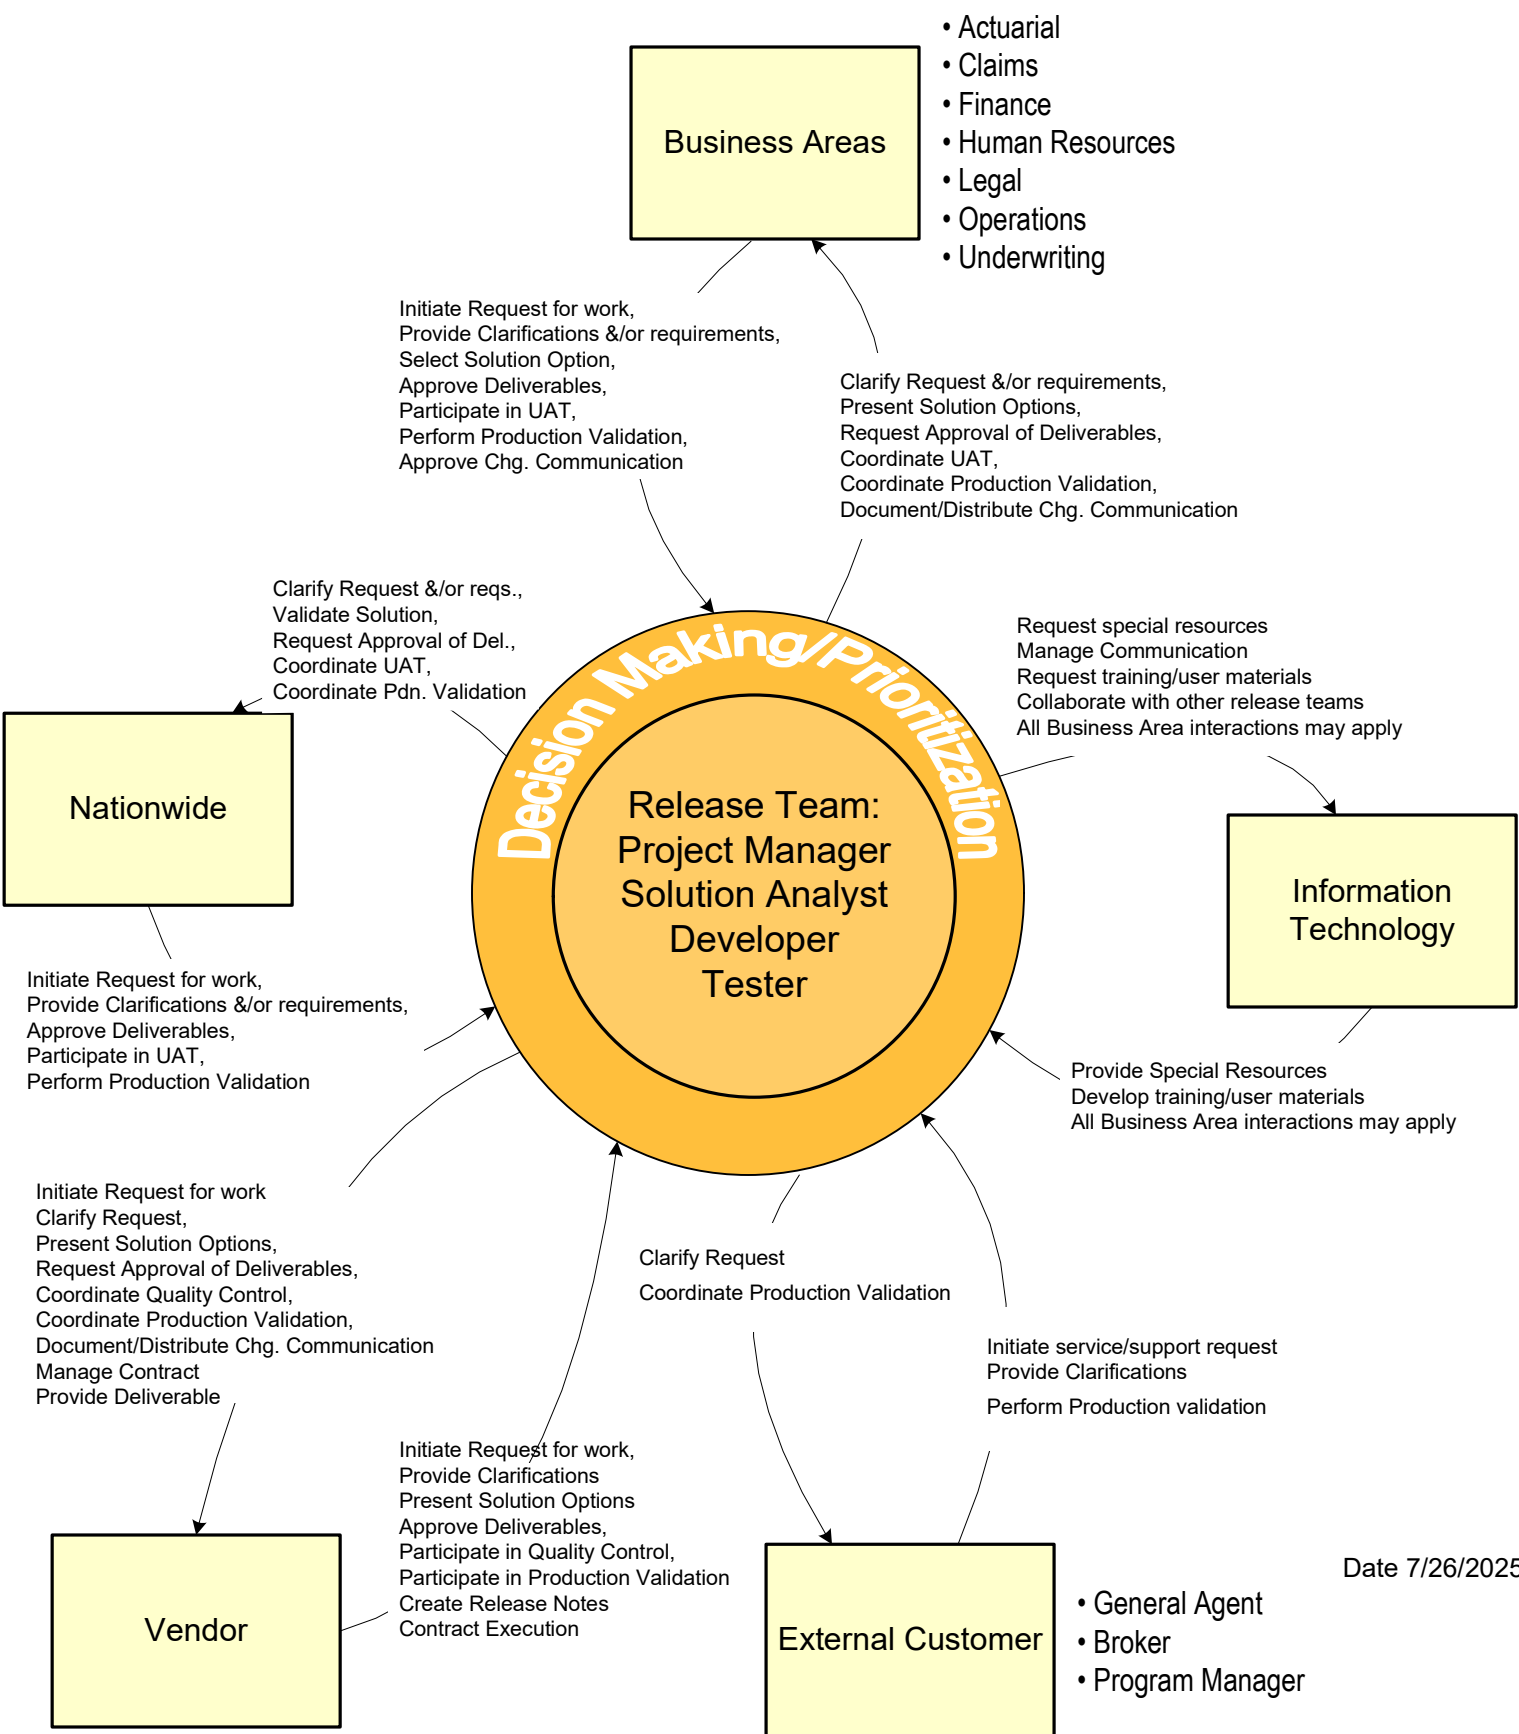 • Actuarial
• Claims
• Finance
• Human Resources
• Legal
• Operations
• Underwriting
Business Areas
Initiate Request for work,
Provide Clarifications &/or requirements,
Select Solution Option,
Approve Deliverables,
Participate in UAT,
Perform Production Validation,
Approve Chg. Communication
Clarify Request &/or requirements,
Present Solution Options,
Request Approval of Deliverables,
Coordinate UAT,
Coordinate Production Validation,
Document/Distribute Chg. Communication
Clarify Request &/or reqs.,
Validate Solution,
Request Approval of Del.,
Coordinate UAT,
Coordinate Pdn. Validation
Request special resources
Manage Communication
Request training/user materials
Collaborate with other release teams
All Business Area interactions may apply
Decision Making/Prioritization
Nationwide
Release Team:
Project Manager
Solution Analyst
Developer
Tester
Information
Technology
Initiate Request for work,
Provide Clarifications &/or requirements,
Approve Deliverables,
Participate in UAT,
Perform Production Validation
Provide Special Resources
Develop training/user materials
All Business Area interactions may apply
Initiate Request for work
Clarify Request,
Present Solution Options,
Request Approval of Deliverables,
Coordinate Quality Control,
Coordinate Production Validation,
Document/Distribute Chg. Communication
Manage Contract
Provide Deliverable
Clarify Request
Coordinate Production Validation
Initiate service/support request
Provide Clarifications
Perform Production validation
Initiate Request for work,
Provide Clarifications
Present Solution Options
Approve Deliverables,
Participate in Quality Control,
Participate in Production Validation
Create Release Notes
Contract Execution
Vendor
External Customer
Date 7/26/2025
• General Agent
• Broker
• Program Manager